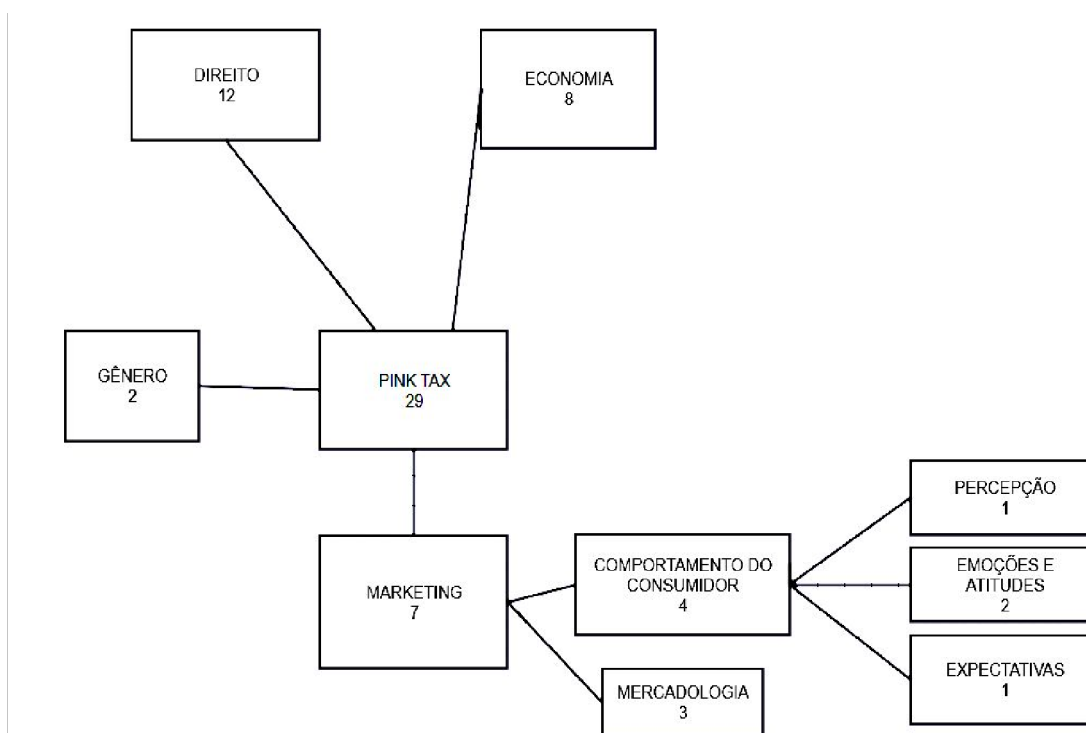 DIREITO
12
ECONOMIA
8
GÊNERO
2
PINK TAX
29
MARKETING
7
COMPORTAMENTO DO
CONSUMIDOR
4
MERCADOLOGIA
3
PERCEPÇÃO
1
EMOÇÕES E
ATITUDES
2
EXPECTATIVAS
1